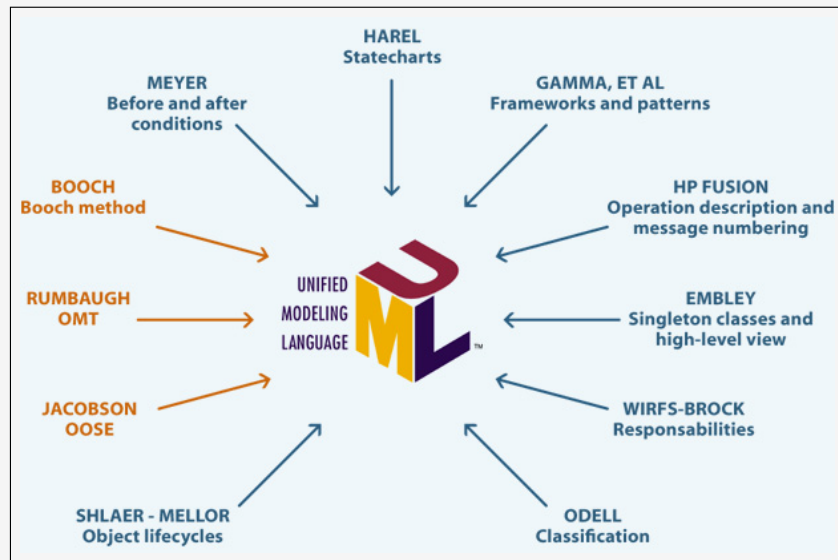 HAREL
Statecharts
MEYER
Before and after
conditions
GAMMA, ET AL
Frameworks and patterns
BOOCH
Booch method
HP FUSION
Operation description and
message numbering
UNIFIED
MODELING
LANGUAGE
UML
TM
RUMBAUGH
OMT
EMBLEY
Singleton classes and
high-level view
JACOBSON
OOSE
WIRFS-BROCK
Responsabilities
SHLAER - MELLOR
Object lifecycles
ODELL
Classification